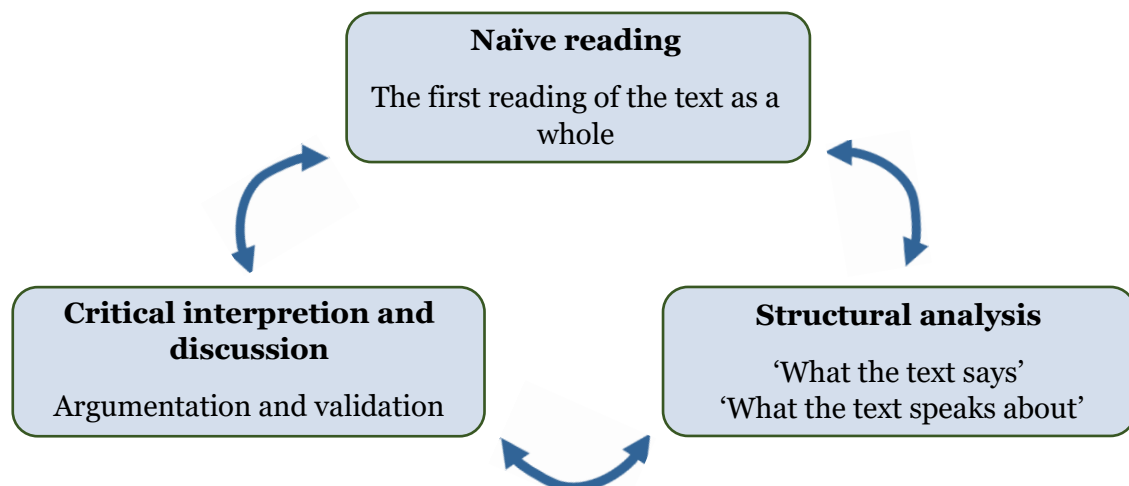 Naïve reading
The first reading of the text as a
whole
Critical interpretion and
discussion
Argumentation and validation
Structural analysis
‘What the text says’
‘What the text speaks about’